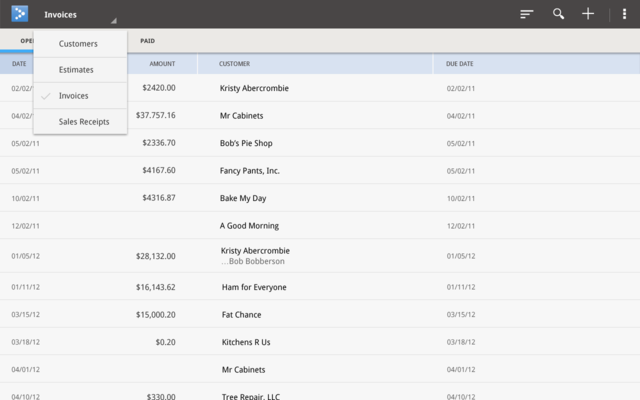 Invoices
OPE
PAID
Customers
Estimates
Invoices
Sales Receipts
DATE AMOUNT CUSTOMER DUE DATE
02/02/ $2420.00 Kristy Abercrombie 02/02/11
04/02/ $37.757.16 Mr Cabinets 04/02/11
05/02/11 $2336.70 Bob's Pie Shop 05/02/11
05/02/11 $4167.60 Fancy Pants, Inc. 05/02/11
10/02/11 $4316.87 Bake My Day 10/02/11
12/02/11 A Good Morning 12/02/11
01/05/12 $28,132.00 Kristy Abercrombie 01/05/12
...Bob Bobberson
01/11/12 $16,143.62 Ham for Everyone 01/11/12
03/15/12 $15,000.20 Fat Chance 03/15/12
03/18/12 $0.20 Kitchens R Us 03/18/12
04/01/12 Mr Cabinets 04/01/12
04/10/12 $330.00 Tree Repair, LLC 04/10/12